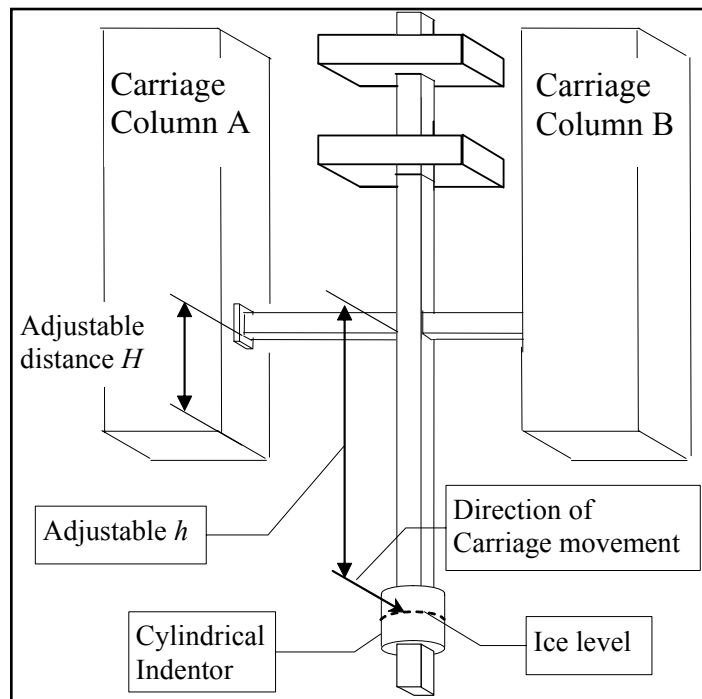 Carriage
Column A
Carriage
Column B
Adjustable
distance H
Adjustable h
Direction of
Carriage movement
Cylindrical
Indentor
Ice level